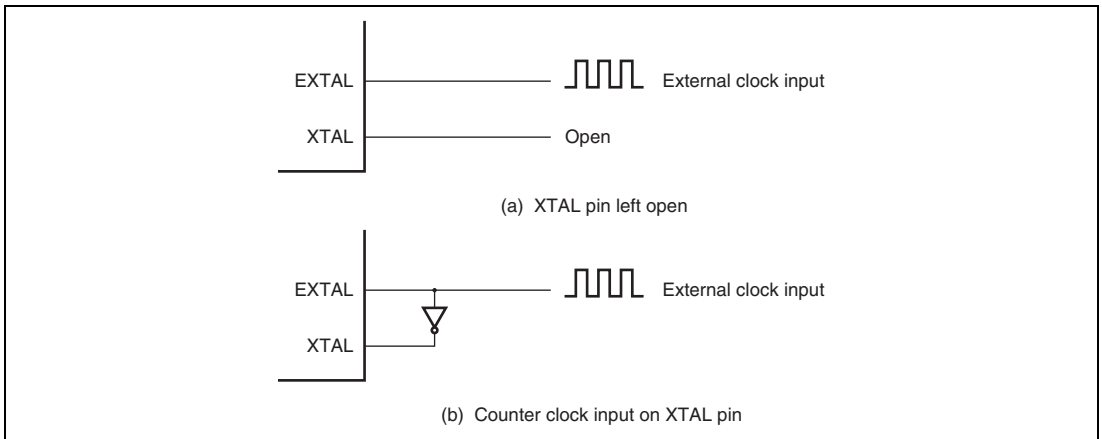 EXTAL External clock input
XTAL Open
(a) XTAL pin left open
EXTAL External clock input
XTAL
(b) Counter clock input on XTAL pin